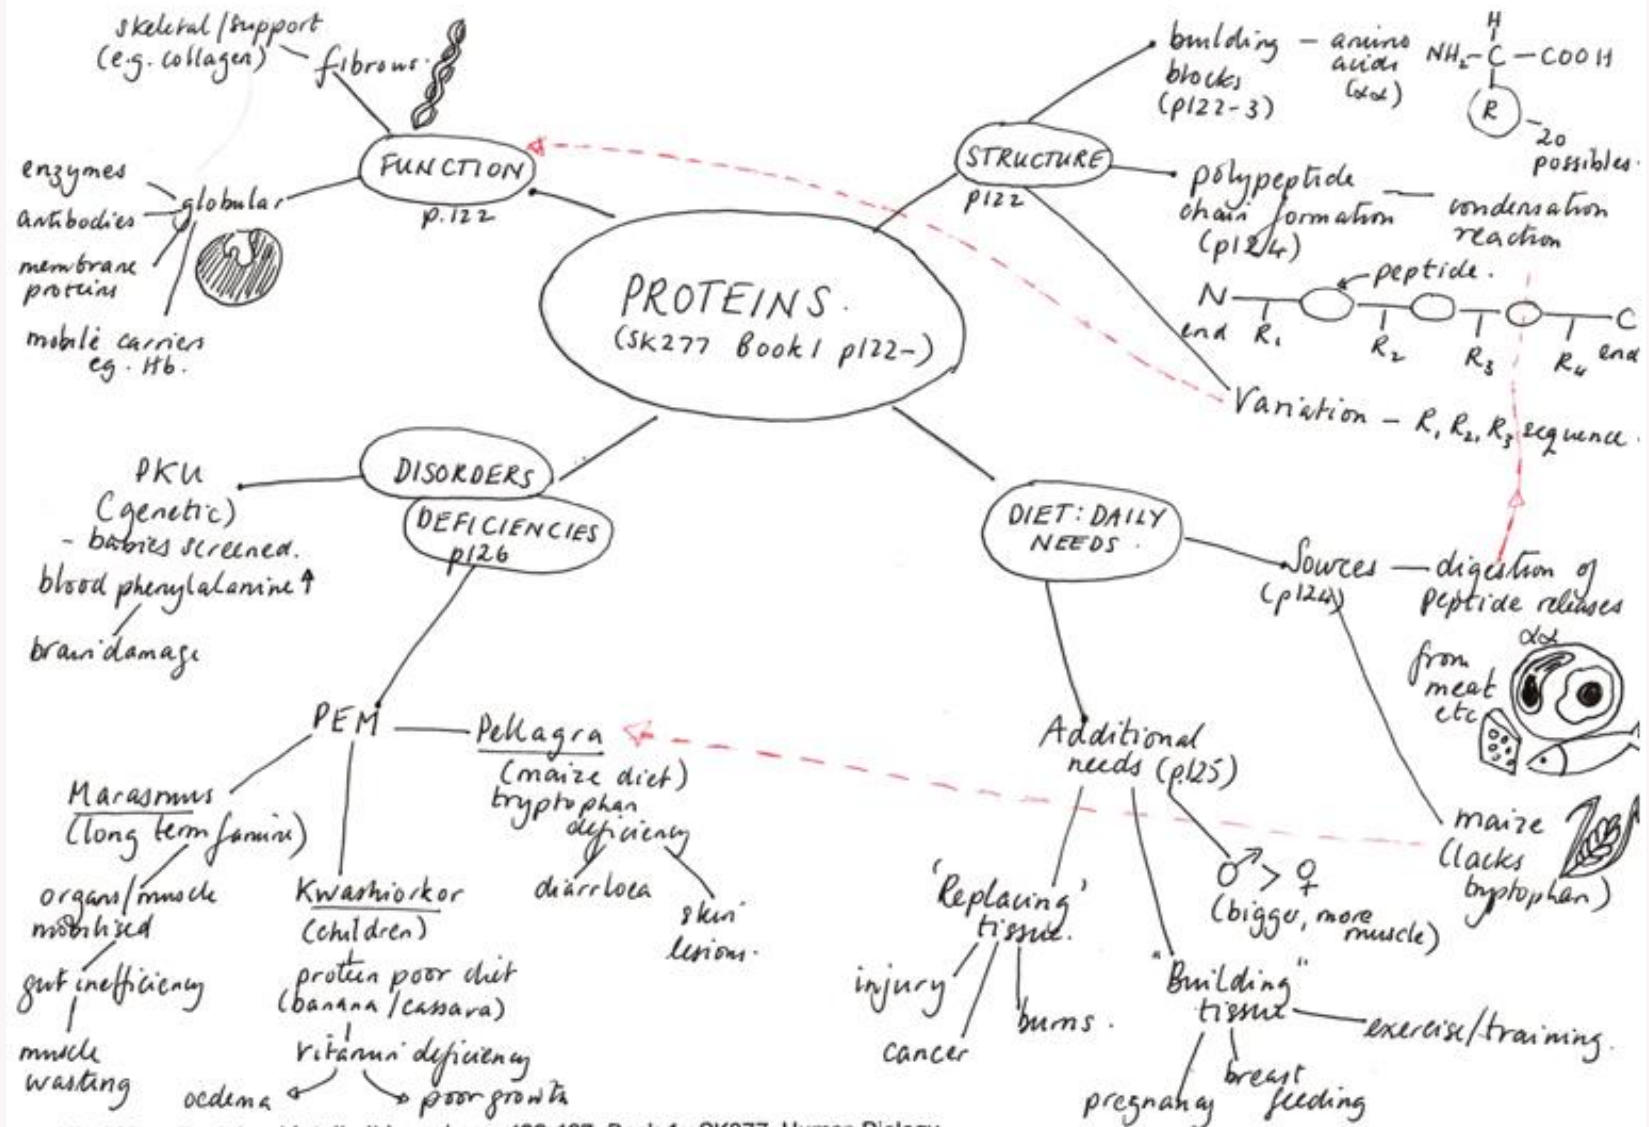 skeletal/support
(e.g. collagen)
fibrous.
FUNCTION
p.122
enzymes
antibodies
globular
membrane
proteins
mobile carriers
eg. Hb.
PROTEINS.
(SK277 Book 1 p122-)
STRUCTURE
p122
building
blocks
(p122-3)
amino
acids
(αα)
H
NH2-C-COOH
R
20
possibles.
polypeptide
chain formation
(p124)
condensation
reaction
peptide.
N
end
R1
R2
R3
R4
C
end
Variation - R1 R2, R3 sequence.
DISORDERS
DEFICIENCIES
p126
PKU
(genetic)
- babies screened.
blood phenylalanine ↑
brain damage
PEM
Marasmus
(long term famine)
organs/muscle
mobilised
gut inefficiency
muscle
wasting
Kwashiorkor
(children)
protein poor diet
(banana/cassava)
vitamin deficiency
oedema
poor growth
Pellagra
(maize diet)
tryptophan
deficiency
diarrhoea
skin
lesions.
DIET: DAILY
NEEDS.
Sources
(p124)
digestion of
peptide releases
αα
from
meat
etc
maize
(lacks
tryptophan)
Additional
needs (p.125)
♂ > ♀
(bigger, more
muscle)
'Replacing'
tissue.
injury
cancer
burns.
"Building"
tissue
exercise/training.
pregnancy
breast
feeding